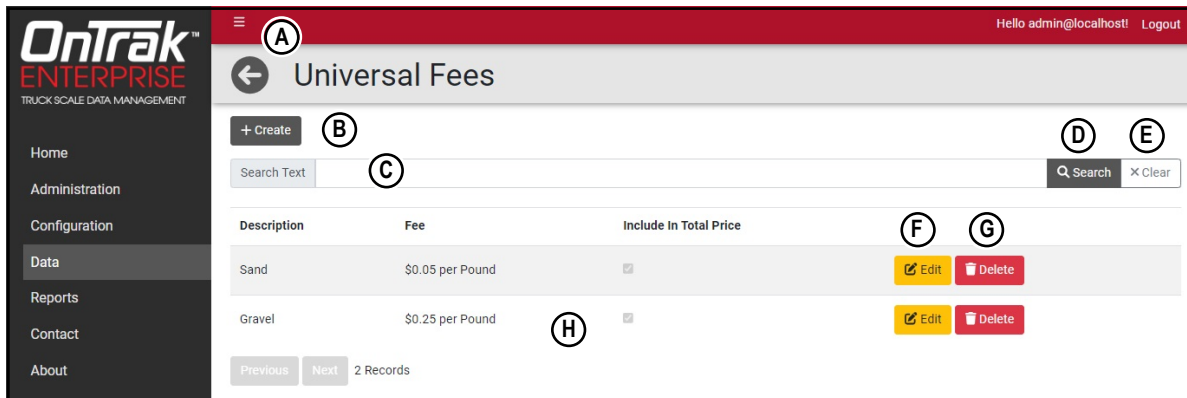 OnTrak™
ENTERPRISE
TRUCK SCALE DATA MANAGEMENT
Home
Administration
Configuration
Data
Reports
Contact
About
A
Hello admin@localhost! Logout
Universal Fees
+ Create B
Search Text C
D E
Search × Clear
Description Fee Include In Total Price
F G
Sand $0.05 per Pound Edit Delete
Gravel $0.25 per Pound Edit Delete
H
Previous Next 2 Records